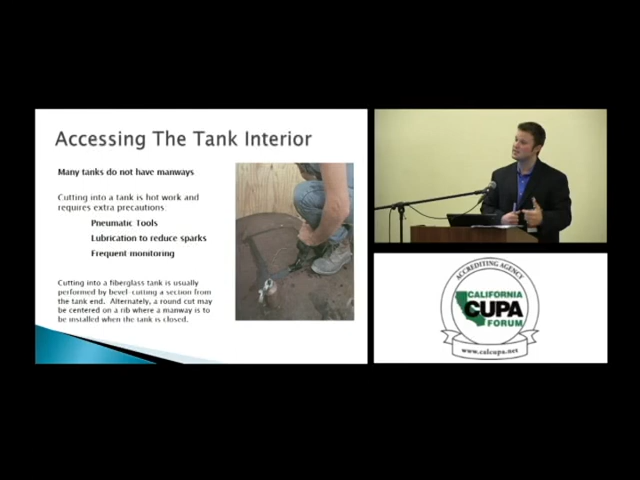 Accessing The Tank Interior
Many tanks do not have manways
Cutting into a tank is hot work and
requires extra precautions:
Pneumatic Tools
Lubrication to reduce sparks
Frequent monitoring
Cutting into a fiberglass tank is usually
performed by bevel-cutting a section from
the tank end. Alternately, a round cut may
be centered on a rib where a manway is to
be installed when the tank is closed.
ACCREDITING AGENCY
CALIFORNIA
CUPA
FORUM
www.calcupa.net